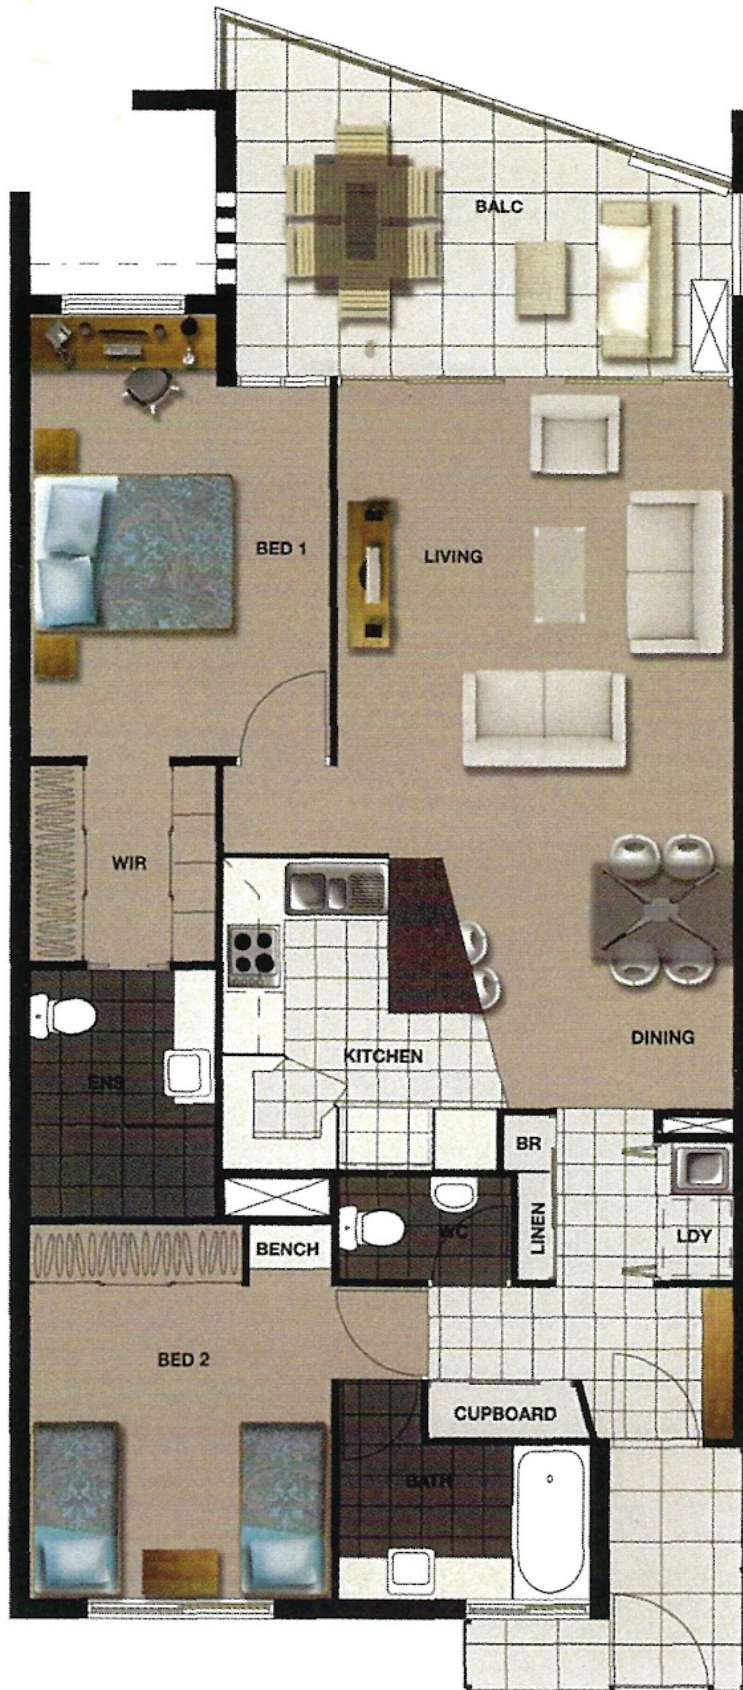 BALC
BED 1
LIVING
WIR
DINING
KITCHEN
ENS
BR
LINEN
LDY
WC
BENCH
BED 2
CUPBOARD
BATH